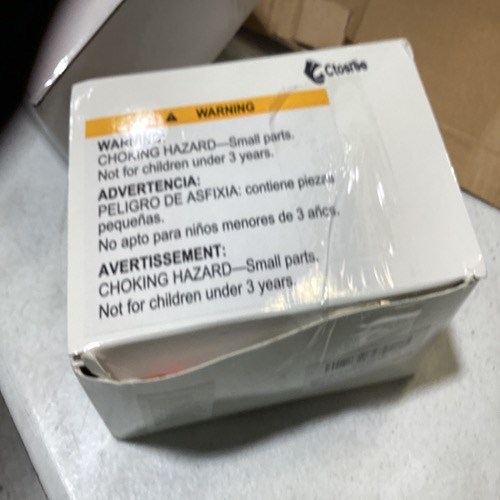 Ctosree
WARNING
WARNING:
CHOKING HAZARD—Small parts.
Not for children under 3 years.
ADVERTENCIA:
PELIGRO DE ASFIXIA: contiene piezas
pequeñas.
No apto para niños menores de 3 años.
AVERTISSEMENT:
CHOKING HAZARD—Small parts.
Not for children under 3 years.